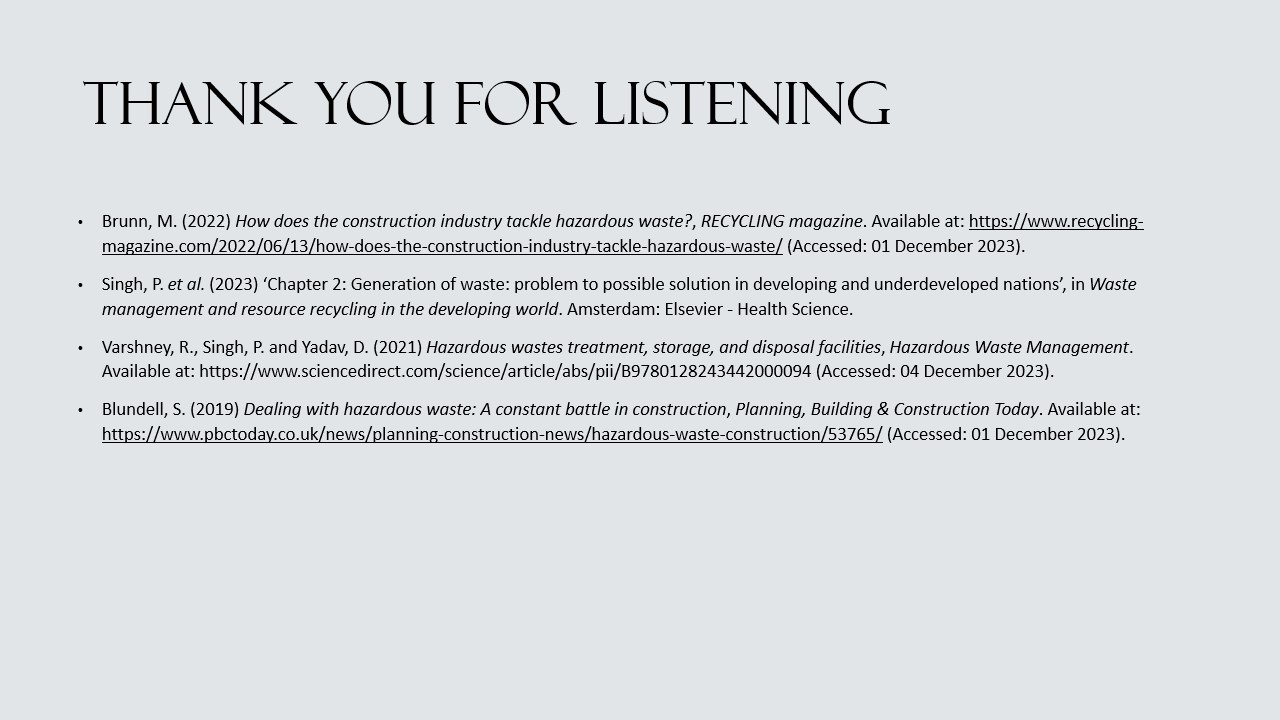 THANK YOU FOR LISTENING
• Brunn, M. (2022) How does the construction industry tackle hazardous waste?, RECYCLING magazine. Available at: https://www.recycling-
magazine.com/2022/06/13/how-does-the-construction-industry-tackle-hazardous-waste/ (Accessed: 01 December 2023).
• Singh, P. et al. (2023) ‘Chapter 2: Generation of waste: problem to possible solution in developing and underdeveloped nations’, in Waste
management and resource recycling in the developing world. Amsterdam: Elsevier - Health Science.
• Varshney, R., Singh, P. and Yadav, D. (2021) Hazardous wastes treatment, storage, and disposal facilities, Hazardous Waste Management.
Available at: https://www.sciencedirect.com/science/article/abs/pii/B9780128243442000094 (Accessed: 04 December 2023).
• Blundell, S. (2019) Dealing with hazardous waste: A constant battle in construction, Planning, Building & Construction Today. Available at:
https://www.pbctoday.co.uk/news/planning-construction-news/hazardous-waste-construction/53765/ (Accessed: 01 December 2023).